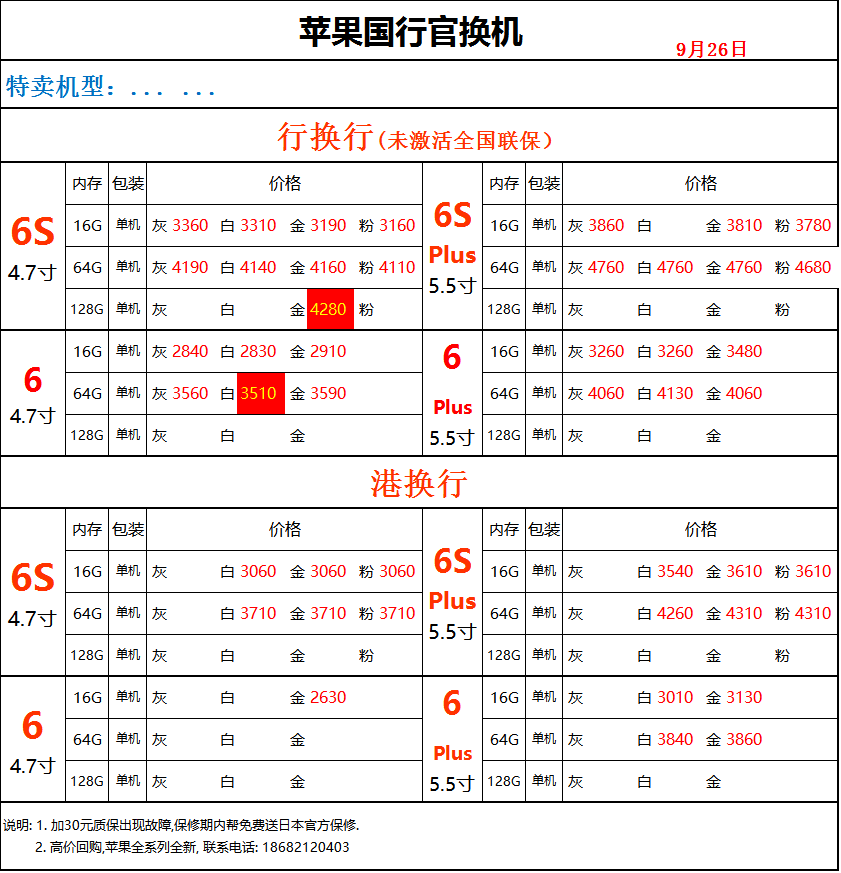 苹果国行官换机
9月26日
特卖机型：... ...
行换行(未激活全国联保)
6S 4.7寸 内存 包装 价格
16G 单机 灰 3360 白 3310 金 3190 粉 3160
64G 单机 灰 4190 白 4140 金 4160 粉 4110
128G 单机 灰 白 金 4280 粉
6S Plus 5.5寸 内存 包装 价格
16G 单机 灰 3860 白 金 3810 粉 3780
64G 单机 灰 4760 白 4760 金 4760 粉 4680
128G 单机 灰 白 金 粉
6 4.7寸
16G 单机 灰 2840 白 2830 金 2910
64G 单机 灰 3560 白 3510 金 3590
128G 单机 灰 白 金
6 Plus 5.5寸
16G 单机 灰 3260 白 3260 金 3480
64G 单机 灰 4060 白 4130 金 4060
128G 单机 灰 白 金
港换行
6S 4.7寸 内存 包装 价格
16G 单机 灰 白 3060 金 3060 粉 3060
64G 单机 灰 白 3710 金 3710 粉 3710
128G 单机 灰 白 金 粉
6S Plus 5.5寸 内存 包装 价格
16G 单机 灰 白 3540 金 3610 粉 3610
64G 单机 灰 白 4260 金 4310 粉 4310
128G 单机 灰 白 金 粉
6 4.7寸
16G 单机 灰 白 金 2630
64G 单机 灰 白 金
128G 单机 灰 白 金
6 Plus 5.5寸
16G 单机 灰 白 3010 金 3130
64G 单机 灰 白 3840 金 3860
128G 单机 灰 白 金
说明: 1. 加30元质保出现故障,保修期内帮免费送日本官方保修.
2. 高价回购,苹果全系列全新, 联系电话: 18682120403